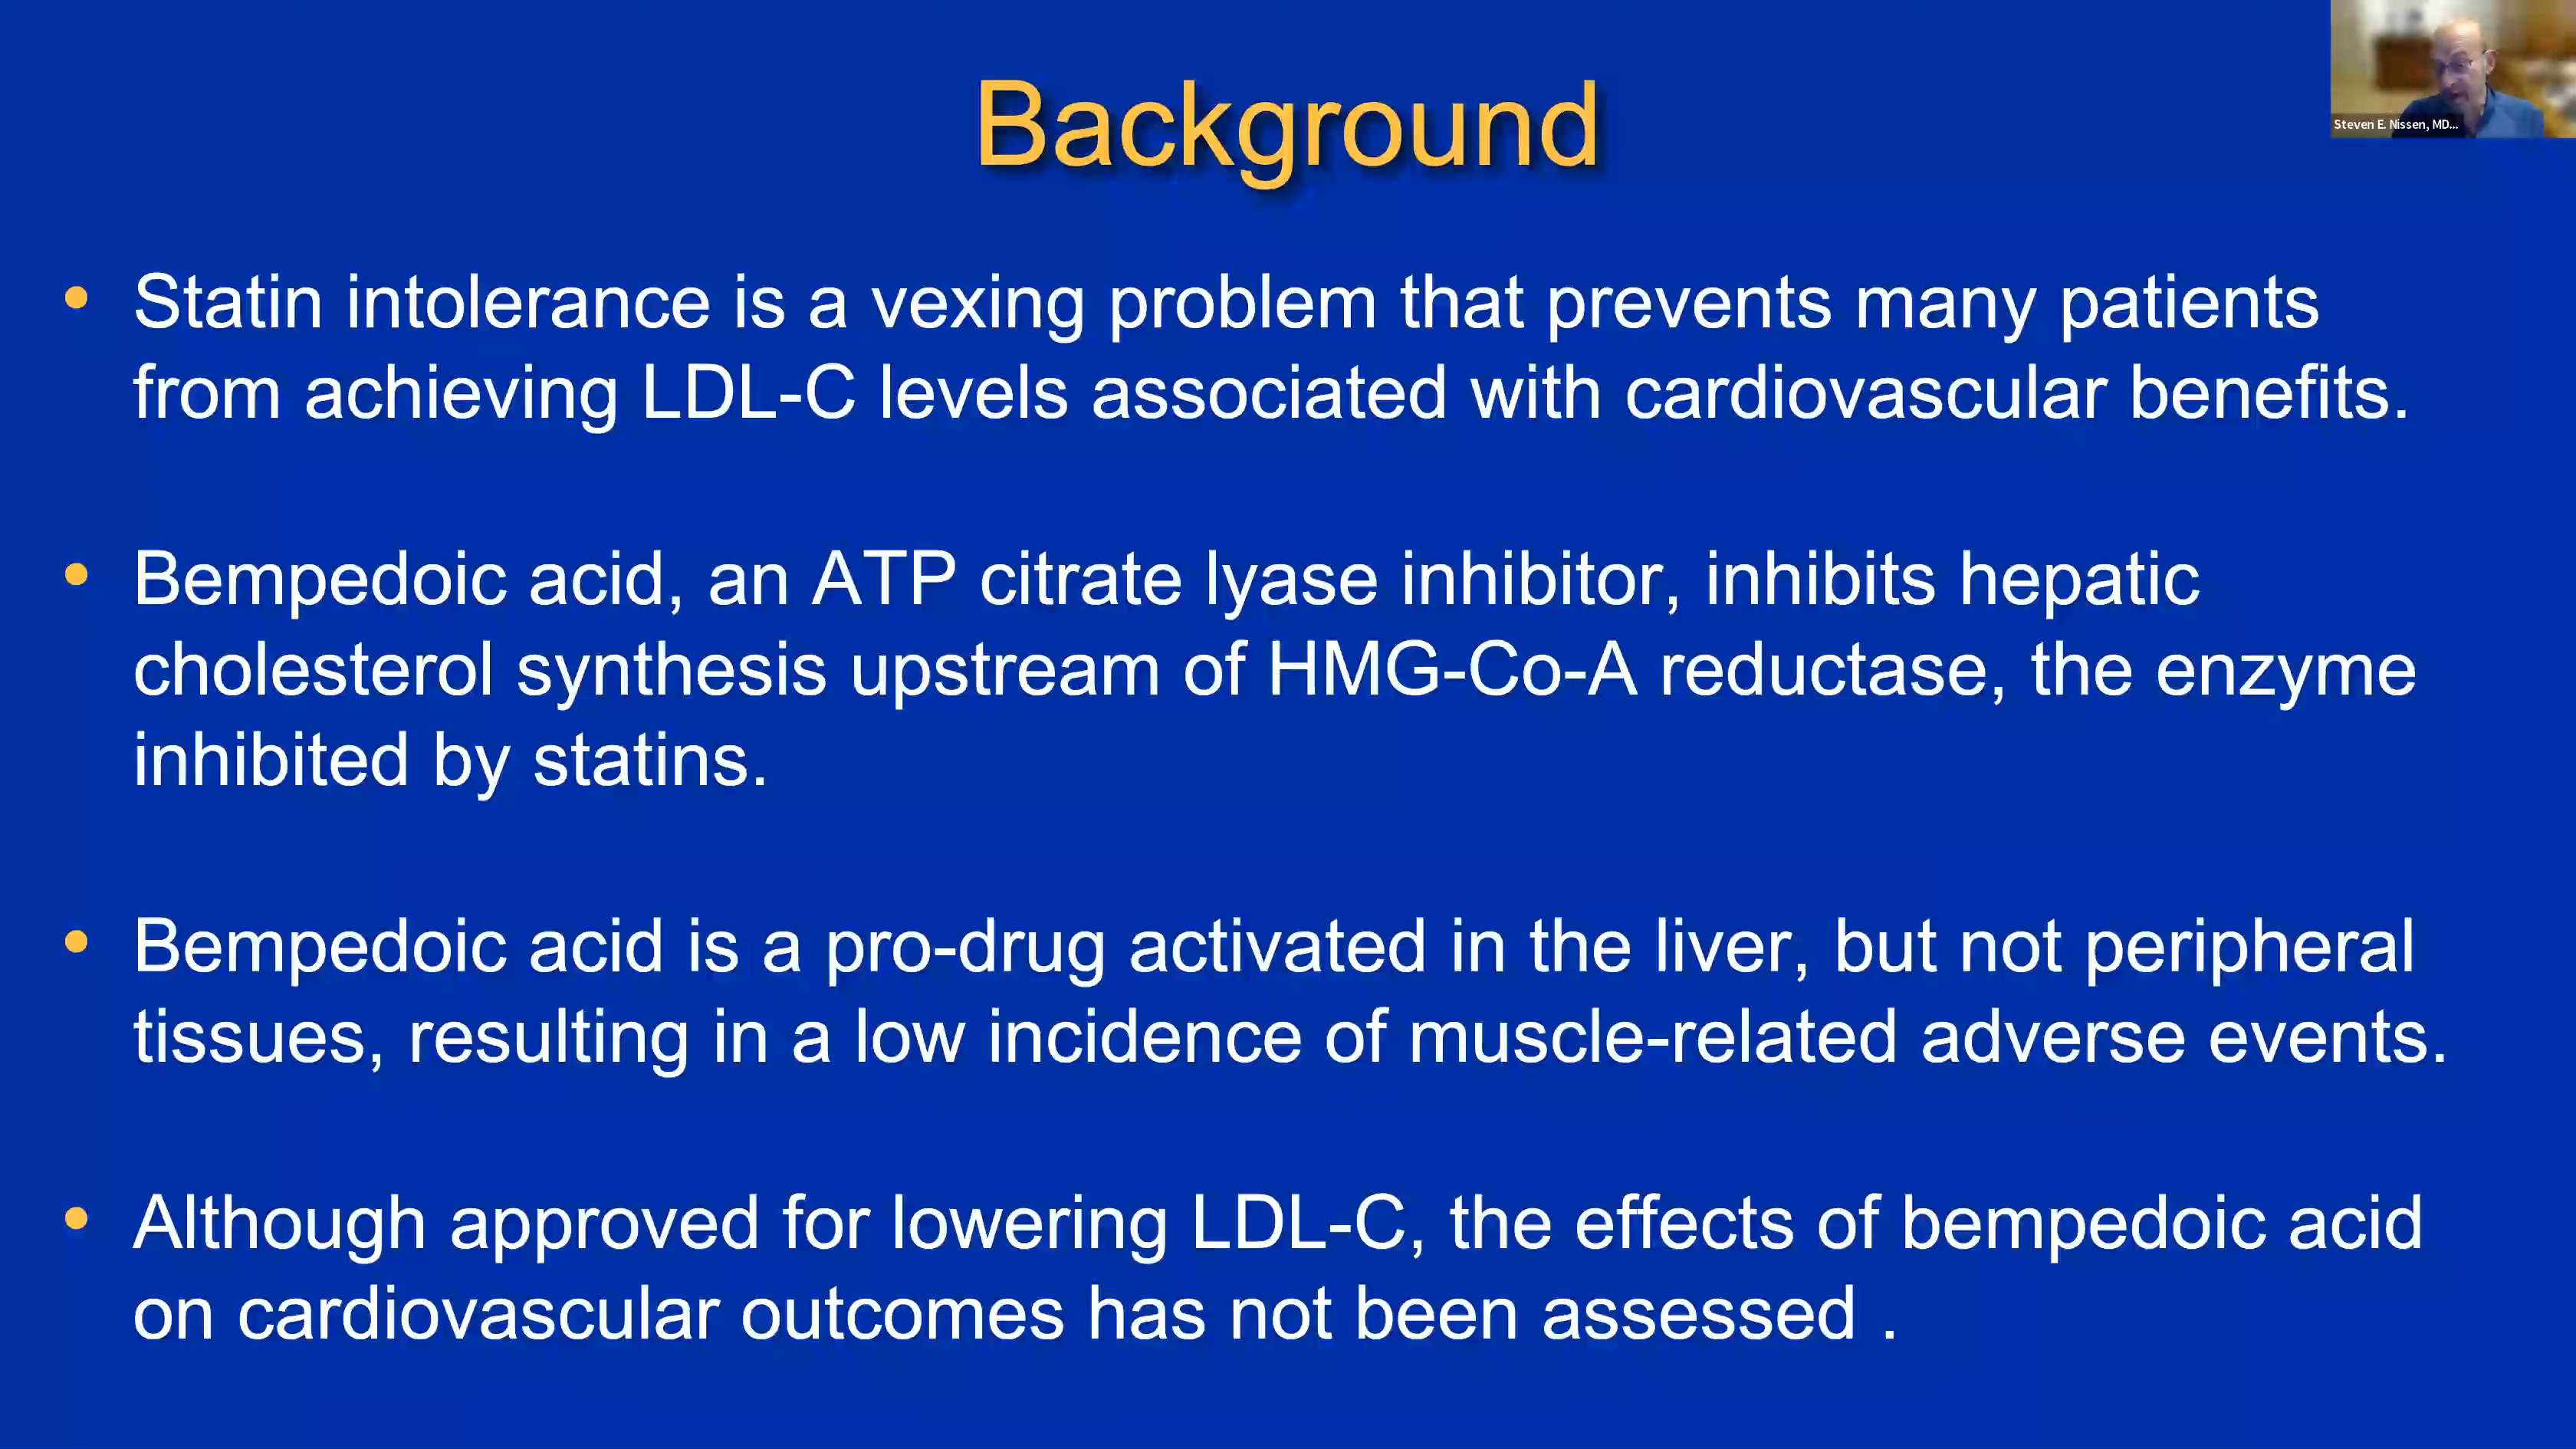 Background
Steven E. Nissen, MD...
• Statin intolerance is a vexing problem that prevents many patients
from achieving LDL-C levels associated with cardiovascular benefits.
• Bempedoic acid, an ATP citrate lyase inhibitor, inhibits hepatic
cholesterol synthesis upstream of HMG-Co-A reductase, the enzyme
inhibited by statins.
• Bempedoic acid is a pro-drug activated in the liver, but not peripheral
tissues, resulting in a low incidence of muscle-related adverse events.
• Although approved for lowering LDL-C, the effects of bempedoic acid
on cardiovascular outcomes has not been assessed .